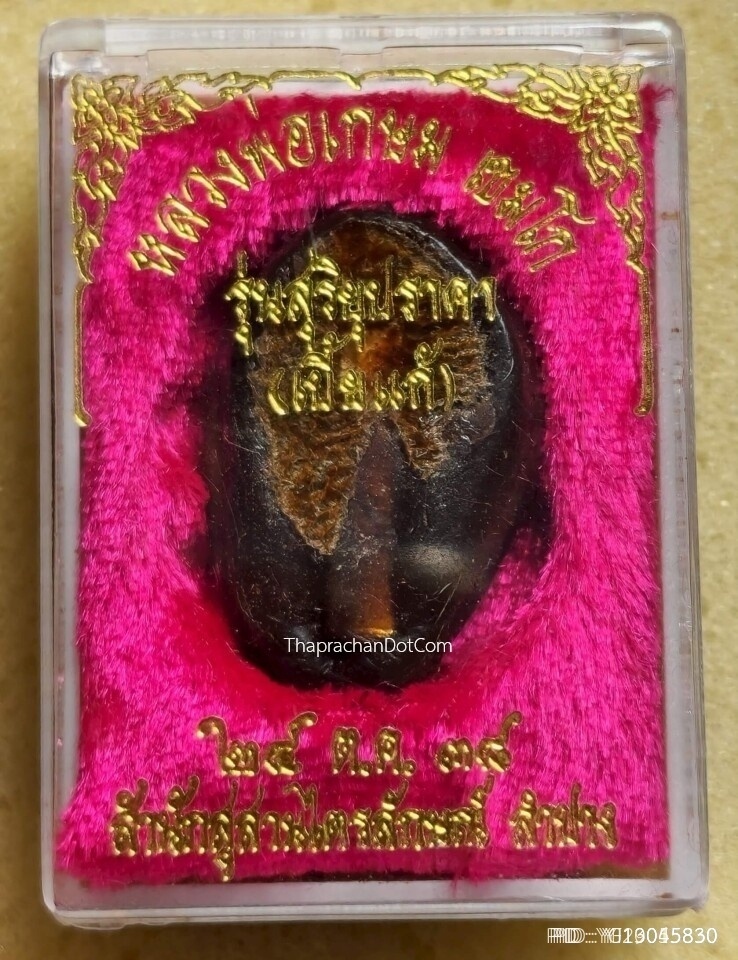 หลวงพ่อเกษม เขมโก
รุ่นสุริยุปราคา
(เบี้ยแก้)
ThaprachanDotCom
๒๔ ต.ค. ๓๘
สำนักสุสานไตรลักษณ์ ลำปาง